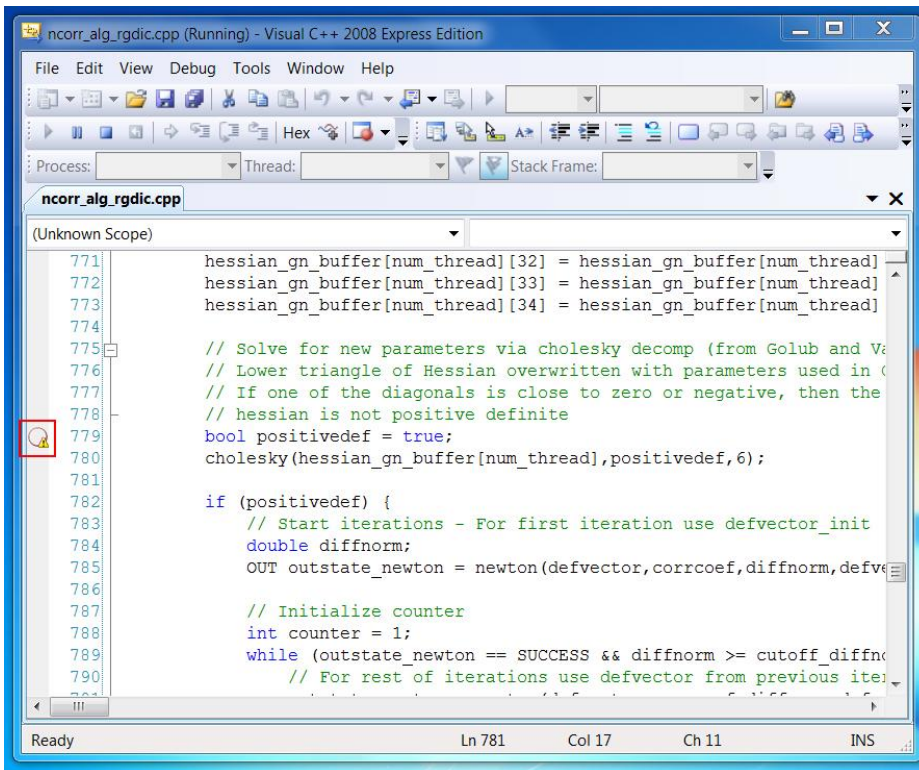 ncorr_alg_rgdic.cpp (Running) - Visual C++ 2008 Express Edition
File Edit View Debug Tools Window Help
Hex
Process: Thread: Stack Frame:
ncorr_alg_rgdic.cpp
(Unknown Scope)
771 hessian_gn_buffer[num_thread][32] = hessian_gn_buffer[num_thread]
772 hessian_gn_buffer[num_thread][33] = hessian_gn_buffer[num_thread]
773 hessian_gn_buffer[num_thread][34] = hessian_gn_buffer[num_thread]
774
775 // Solve for new parameters via cholesky decomp (from Golub and
776 // Lower triangle of Hessian overwritten with parameters used in
777 // If one of the diagonals is close to zero or negative, then the
778 // hessian is not positive definite
779 bool positivedef = true;
780 cholesky(hessian_gn_buffer[num_thread],positivedef,6);
781
782 if (positivedef) {
783 // Start iterations - For first iteration use defvector_init
784 double diffnorm;
785 OUT outstate_newton = newton(defvector,corrcoef,diffnorm,defve
786
787 // Initialize counter
788 int counter = 1;
789 while (outstate_newton == SUCCESS && diffnorm >= cutoff_diffno
790 // For rest of iterations use defvector from previous iter
Ready Ln 781 Col 17 Ch 11 INS